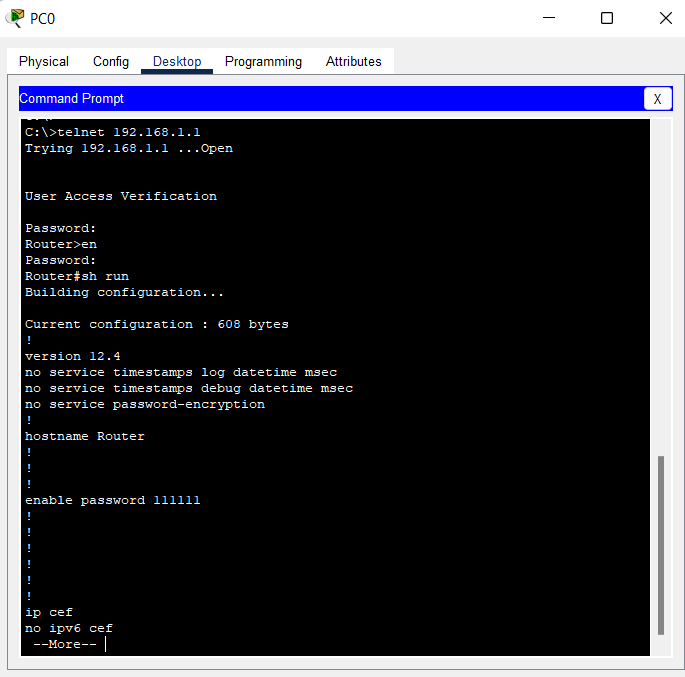 PC0
Physical Config Desktop Programming Attributes
Command Prompt
X
C:\>telnet 192.168.1.1
Trying 192.168.1.1 ...Open
User Access Verification
Password:
Router>en
Password:
Router#sh run
Building configuration...
Current configuration : 608 bytes
!
version 12.4
no service timestamps log datetime msec
no service timestamps debug datetime msec
no service password-encryption
!
hostname Router
!
!
!
enable password 111111
!
!
!
!
!
!
ip cef
no ipv6 cef
--More--